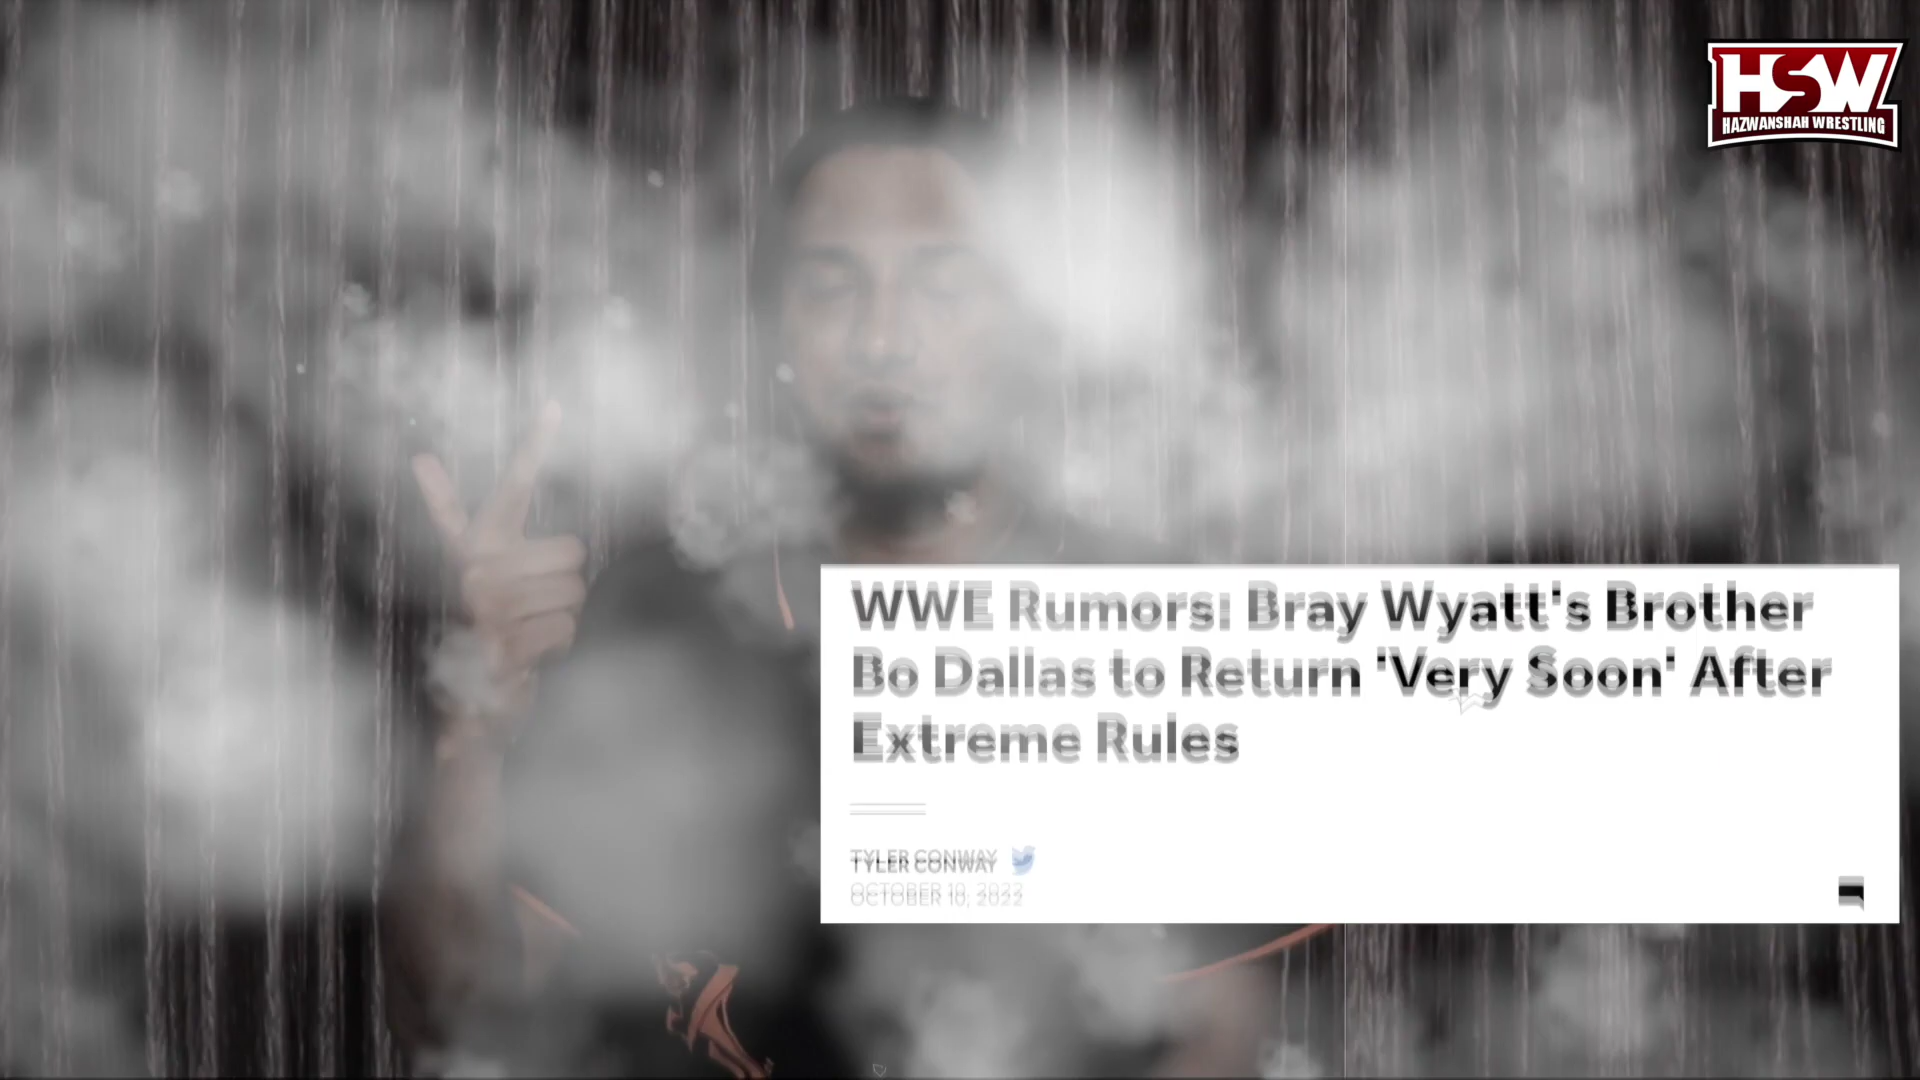 HSW
HAZWANSHAH WRESTLING
WWE Rumors: Bray Wyatt's Brother
Bo Dallas to Return 'Very Soon' After
Extreme Rules
TYLER CONWAY
OCTOBER 10, 2022